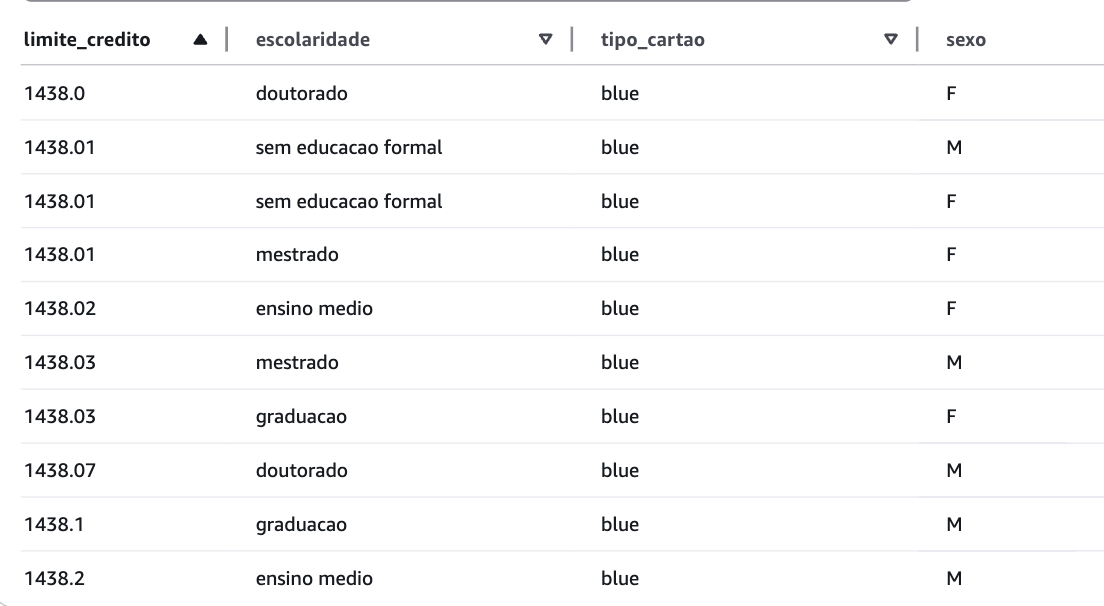 limite_credito escolaridade tipo_cartao sexo
1438.0 doutorado blue F
1438.01 sem educacao formal blue M
1438.01 sem educacao formal blue F
1438.01 mestrado blue F
1438.02 ensino medio blue F
1438.03 mestrado blue M
1438.03 graduacao blue F
1438.07 doutorado blue M
1438.1 graduacao blue M
1438.2 ensino medio blue M